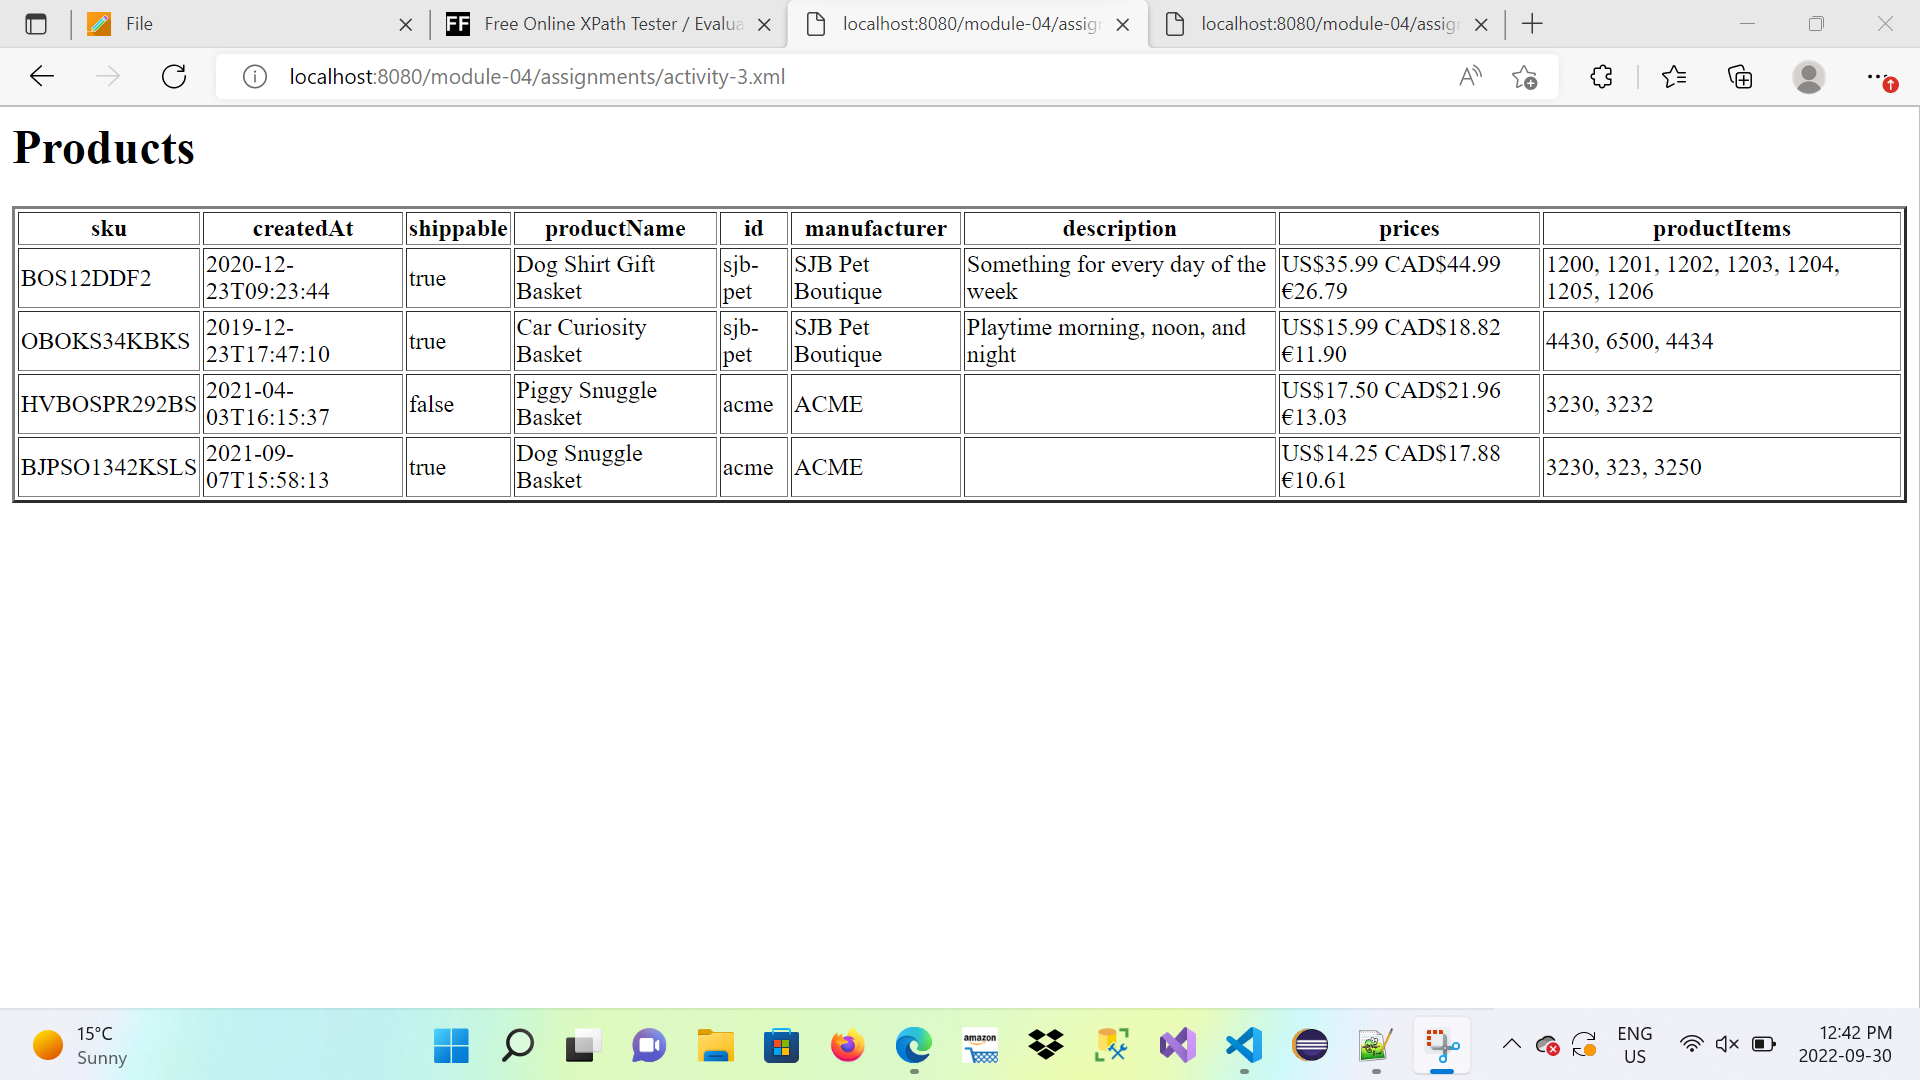 File
Free Online XPath Tester / Evalua
localhost:8080/module-04/assig
localhost:8080/module-04/assig
localhost:8080/module-04/assignments/activity-3.xml
Products
sku createdAt shippable productName id manufacturer description prices productItems
BOS12DDF2 2020-12-23T09:23:44 true Dog Shirt Gift Basket sjb-pet SJB Pet Boutique Something for every day of the week US$35.99 CAD$44.99 €26.79 1200, 1201, 1202, 1203, 1204, 1205, 1206
OBOKS34KBKS 2019-12-23T17:47:10 true Car Curiosity Basket sjb-pet SJB Pet Boutique Playtime morning, noon, and night US$15.99 CAD$18.82 €11.90 4430, 6500, 4434
HVBOSPR292BS 2021-04-03T16:15:37 false Piggy Snuggle Basket acme ACME US$17.50 CAD$21.96 €13.03 3230, 3232
BJPSO1342KSLS 2021-09-07T15:58:13 true Dog Snuggle Basket acme ACME US$14.25 CAD$17.88 €10.61 3230, 323, 3250
15°C
Sunny
amazon
ENG
US
12:42 PM
2022-09-30